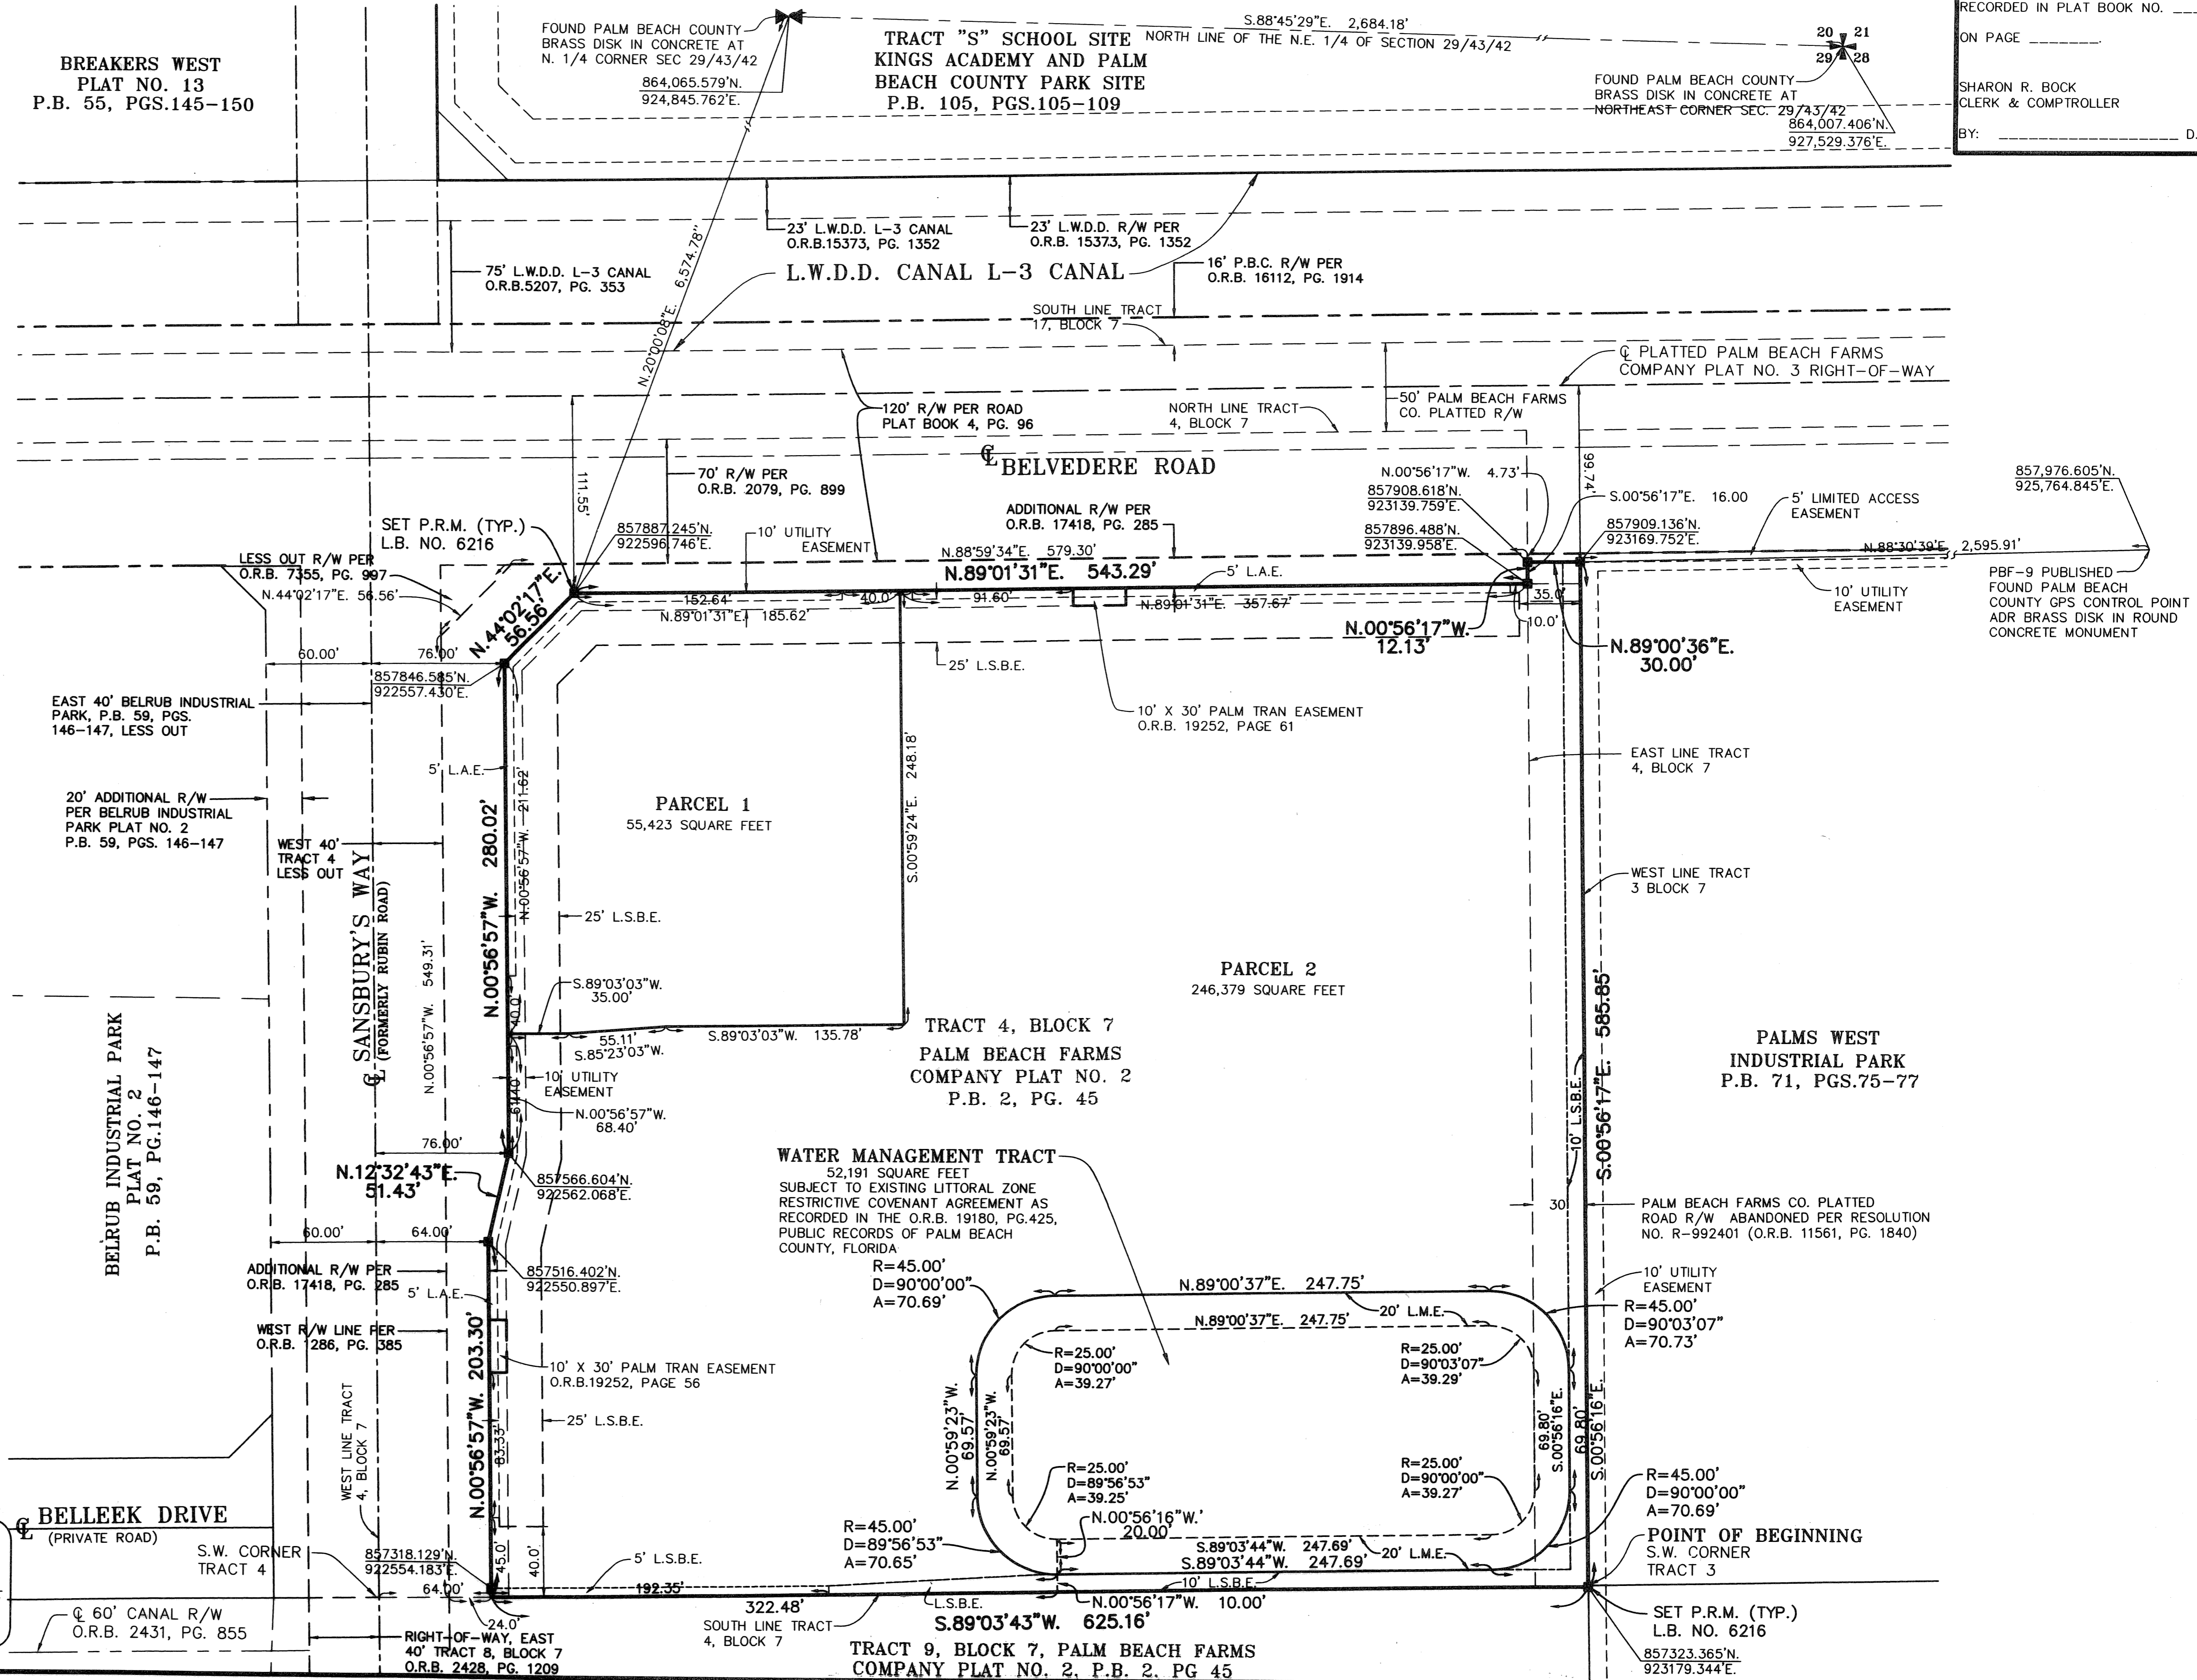 BREAKERS WEST
PLAT NO. 13
P.B. 55, PGS.145-150
FOUND PALM BEACH COUNTY
BRASS DISK IN CONCRETE AT
N. 1/4 CORNER SEC 29/43/42
864,065.579'N.
924,845.762'E.
S.88°45'29"E. 2,684.18'
NORTH LINE OF THE N.E. 1/4 OF SECTION 29/43/42
TRACT "S" SCHOOL SITE
KINGS ACADEMY AND PALM
BEACH COUNTY PARK SITE
P.B. 105, PGS.105-109
20 21
29 28
FOUND PALM BEACH COUNTY
BRASS DISK IN CONCRETE AT
NORTHEAST CORNER SEC. 29/43/42
864,007.406'N.
927,529.376'E.
RECORDED IN PLAT BOOK NO. ___
ON PAGE _______.
SHARON R. BOCK
CLERK & COMPTROLLER
BY: __________________ D.
23' L.W.D.D. L-3 CANAL
O.R.B.15373, PG. 1352
23' L.W.D.D. R/W PER
O.R.B. 15373, PG. 1352
75' L.W.D.D. L-3 CANAL
O.R.B.5207, PG. 353
N.20°00'08"E. 6,574.78'
L.W.D.D. CANAL L-3 CANAL
16' P.B.C. R/W PER
O.R.B. 16112, PG. 1914
SOUTH LINE TRACT
17, BLOCK 7
℄ PLATTED PALM BEACH FARMS
COMPANY PLAT NO. 3 RIGHT-OF-WAY
120' R/W PER ROAD
PLAT BOOK 4, PG. 96
NORTH LINE TRACT
4, BLOCK 7
50' PALM BEACH FARMS
CO. PLATTED R/W
℄ BELVEDERE ROAD
70' R/W PER
O.R.B. 2079, PG. 899
111.55'
99.74'
N.00°56'17"W. 4.73'
857908.618'N.
923139.759'E.
857896.488'N.
923139.958'E.
S.00°56'17"E. 16.00
857909.136'N.
923169.752'E.
5' LIMITED ACCESS
EASEMENT
857,976.605'N.
925,764.845'E.
N.88°30'39"E. 2,595.91'
PBF-9 PUBLISHED
FOUND PALM BEACH
COUNTY GPS CONTROL POINT
ADR BRASS DISK IN ROUND
CONCRETE MONUMENT
10' UTILITY
EASEMENT
SET P.R.M. (TYP.)
L.B. NO. 6216
857887.245'N.
922596.746'E.
10' UTILITY
EASEMENT
ADDITIONAL R/W PER
O.R.B. 17418, PG. 285
N.88°59'34"E. 579.30'
N.89°01'31"E. 543.29'
5' L.A.E.
LESS OUT R/W PER
O.R.B. 7355, PG. 997
N.44°02'17"E. 56.56'
N.44°02'17"E.
56.56'
152.64'
40.0'
91.60'
N.89°01'31"E. 185.62'
N.89°01'31"E. 357.67'
35.0'
10.0'
N.00°56'17"W.
12.13'
N.89°00'36"E.
30.00'
60.00'
76.00'
25' L.S.B.E.
857846.585'N.
922557.430'E.
EAST 40' BELRUB INDUSTRIAL
PARK, P.B. 59, PGS.
146-147, LESS OUT
10' X 30' PALM TRAN EASEMENT
O.R.B. 19252, PAGE 61
EAST LINE TRACT
4, BLOCK 7
5' L.A.E.
20' ADDITIONAL R/W
PER BELRUB INDUSTRIAL
PARK PLAT NO. 2
P.B. 59, PGS. 146-147
WEST 40'
TRACT 4
LESS OUT
PARCEL 1
55,423 SQUARE FEET
S.00°59'24"E. 248.18'
N.00°56'57"W. 211.62'
N.00°56'57"W. 280.02'
WEST LINE TRACT
3 BLOCK 7
℄ SANSBURY'S WAY
(FORMERLY RUBIN ROAD)
N.00°56'57"W. 549.31'
25' L.S.B.E.
S.89°03'03"W.
35.00'
40.0'
55.11'
S.85°23'03"W.
S.89°03'03"W. 135.78'
PARCEL 2
246,379 SQUARE FEET
TRACT 4, BLOCK 7
PALM BEACH FARMS
COMPANY PLAT NO. 2
P.B. 2, PG. 45
S.00°56'17"E. 585.85'
PALMS WEST
INDUSTRIAL PARK
P.B. 71, PGS.75-77
BELRUB INDUSTRIAL PARK
PLAT NO. 2
P.B. 59, PG.146-147
10' UTILITY
EASEMENT
N.00°56'57"W.
68.40'
10' L.S.B.E.
76.00'
N.12°32'43"E.
51.43'
857566.604'N.
922562.068'E.
WATER MANAGEMENT TRACT
52,191 SQUARE FEET
SUBJECT TO EXISTING LITTORAL ZONE
RESTRICTIVE COVENANT AGREEMENT AS
RECORDED IN THE O.R.B. 19180, PG.425,
PUBLIC RECORDS OF PALM BEACH
COUNTY, FLORIDA
30
PALM BEACH FARMS CO. PLATTED
ROAD R/W ABANDONED PER RESOLUTION
NO. R-992401 (O.R.B. 11561, PG. 1840)
60.00'
64.00'
857516.402'N.
922550.897'E.
ADDITIONAL R/W PER
O.R.B. 17418, PG. 285
5' L.A.E.
WEST R/W LINE PER
O.R.B. 1286, PG. 385
R=45.00'
D=90°00'00"
A=70.69'
N.89°00'37"E. 247.75'
20' L.M.E.
N.89°00'37"E. 247.75'
10' UTILITY
EASEMENT
R=45.00'
D=90°03'07"
A=70.73'
R=25.00'
D=90°00'00"
A=39.27'
R=25.00'
D=90°03'07"
A=39.29'
N.00°56'57"W. 203.30'
10' X 30' PALM TRAN EASEMENT
O.R.B.19252, PAGE 56
25' L.S.B.E.
83.33'
WEST LINE TRACT
4, BLOCK 7
N.00°59'23"W.
69.57'
N.00°59'23"W.
69.57'
69.80'
S.00°56'16"E.
69.80'
S.00°56'16"E.
R=25.00'
D=89°56'53"
A=39.25'
R=25.00'
D=90°00'00"
A=39.27'
R=45.00'
D=90°00'00"
A=70.69'
℄ BELLEEK DRIVE
(PRIVATE ROAD)
S.W. CORNER
TRACT 4
857318.129'N.
922554.183'E.
45.0'
40.0'
5' L.S.B.E.
R=45.00'
D=89°56'53"
A=70.65'
N.00°56'16"W.'
20.00'
S.89°03'44"W. 247.69'
20' L.M.E.
S.89°03'44"W. 247.69'
10' L.S.B.E.
POINT OF BEGINNING
S.W. CORNER
TRACT 3
64.00'
192.35'
L.S.B.E.
N.00°56'17"W. 10.00'
322.48'
24.0'
S.89°03'43"W. 625.16'
SOUTH LINE TRACT
4, BLOCK 7
℄ 60' CANAL R/W
O.R.B. 2431, PG. 855
RIGHT-OF-WAY, EAST
40' TRACT 8, BLOCK 7
O.R.B. 2428, PG. 1209
TRACT 9, BLOCK 7, PALM BEACH FARMS
COMPANY PLAT NO. 2, P.B. 2, PG 45
SET P.R.M. (TYP.)
L.B. NO. 6216
857323.365'N.
923179.344'E.